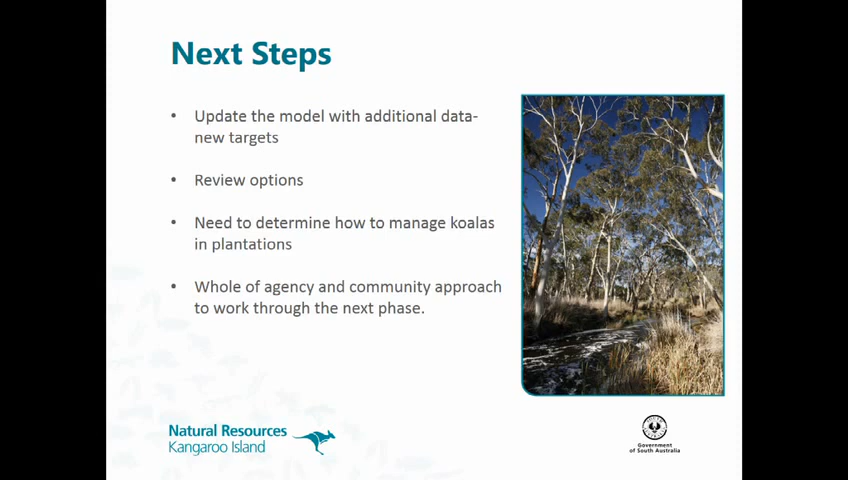 Next Steps
• Update the model with additional data-
new targets
• Review options
• Need to determine how to manage koalas
in plantations
• Whole of agency and community approach
to work through the next phase.
Natural Resources
Kangaroo Island
Government
of South Australia